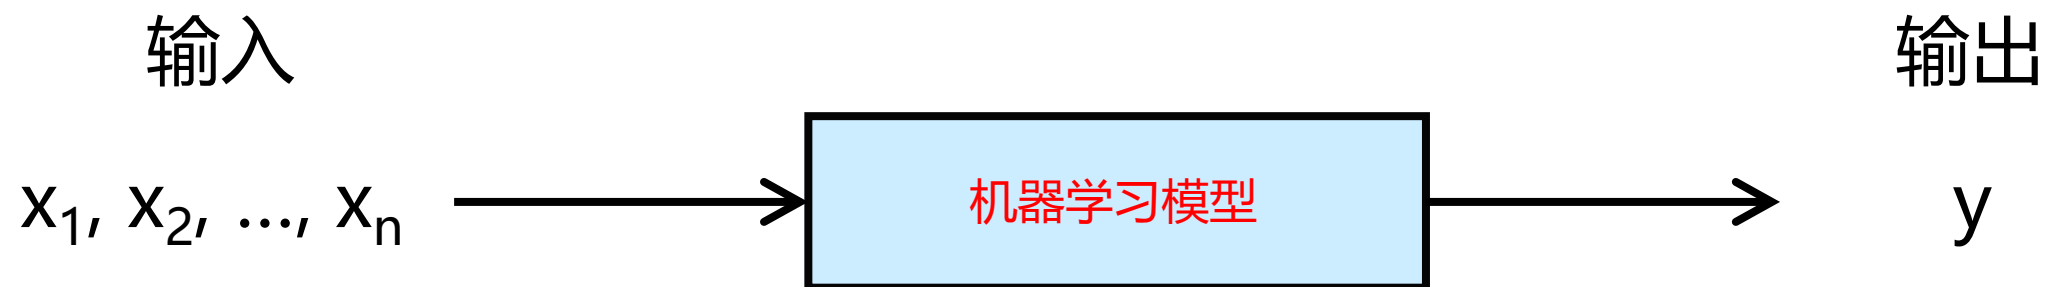 输入
输出
x₁, x₂, ..., xₙ
机器学习模型
y